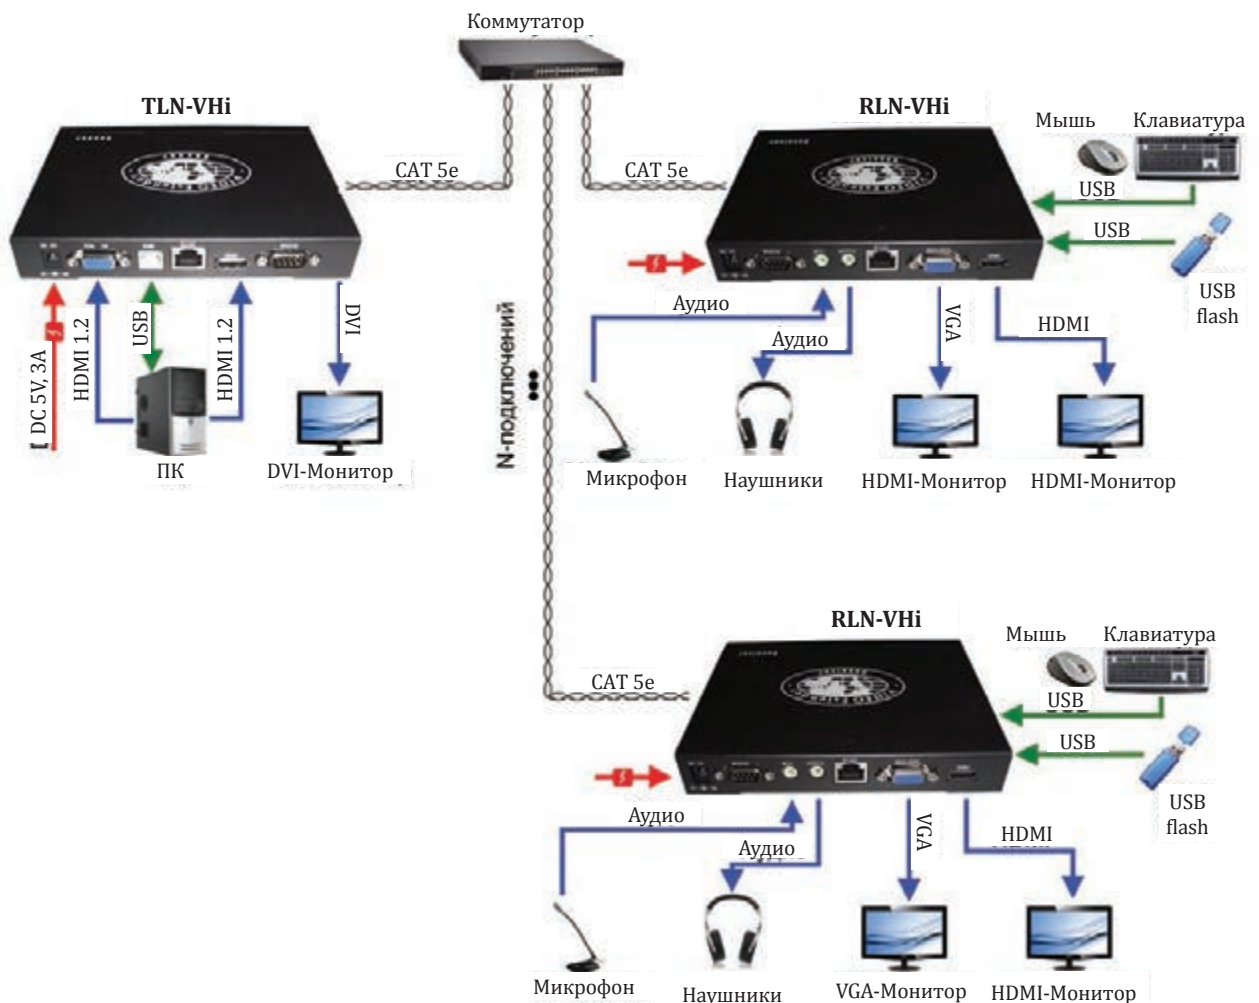 Коммутатор
TLN-VHi
RLN-VHi
Мышь
Клавиатура
CAT 5e
CAT 5e
USB
USB
USB
flash
[ DC 5V, 3A
HDMI 1.2
USB
HDMI 1.2
DVI
ПК
DVI-Монитор
N-подключений
Аудио
Аудио
VGA
HDMI
Микрофон
Наушники
HDMI-Монитор
HDMI-Монитор
RLN-VHi
Мышь
Клавиатура
CAT 5e
USB
USB
USB
flash
Аудио
Аудио
VGA
HDMI
Микрофон
Наушники
VGA-Монитор
HDMI-Монитор